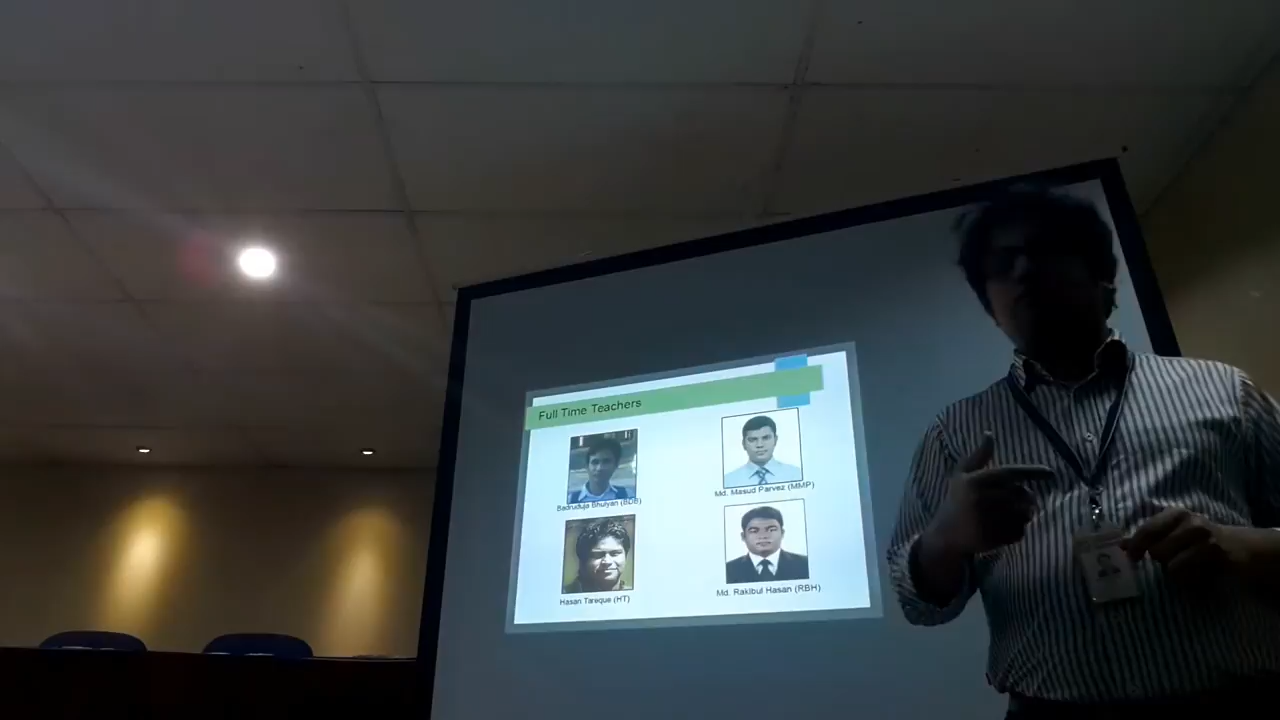 Full Time Teachers
Badruduja Bhuiyan (BDB)
Md. Masud Parvez (MMP)
Hasan Tareque (HT)
Md. Rakibul Hasan (RBH)